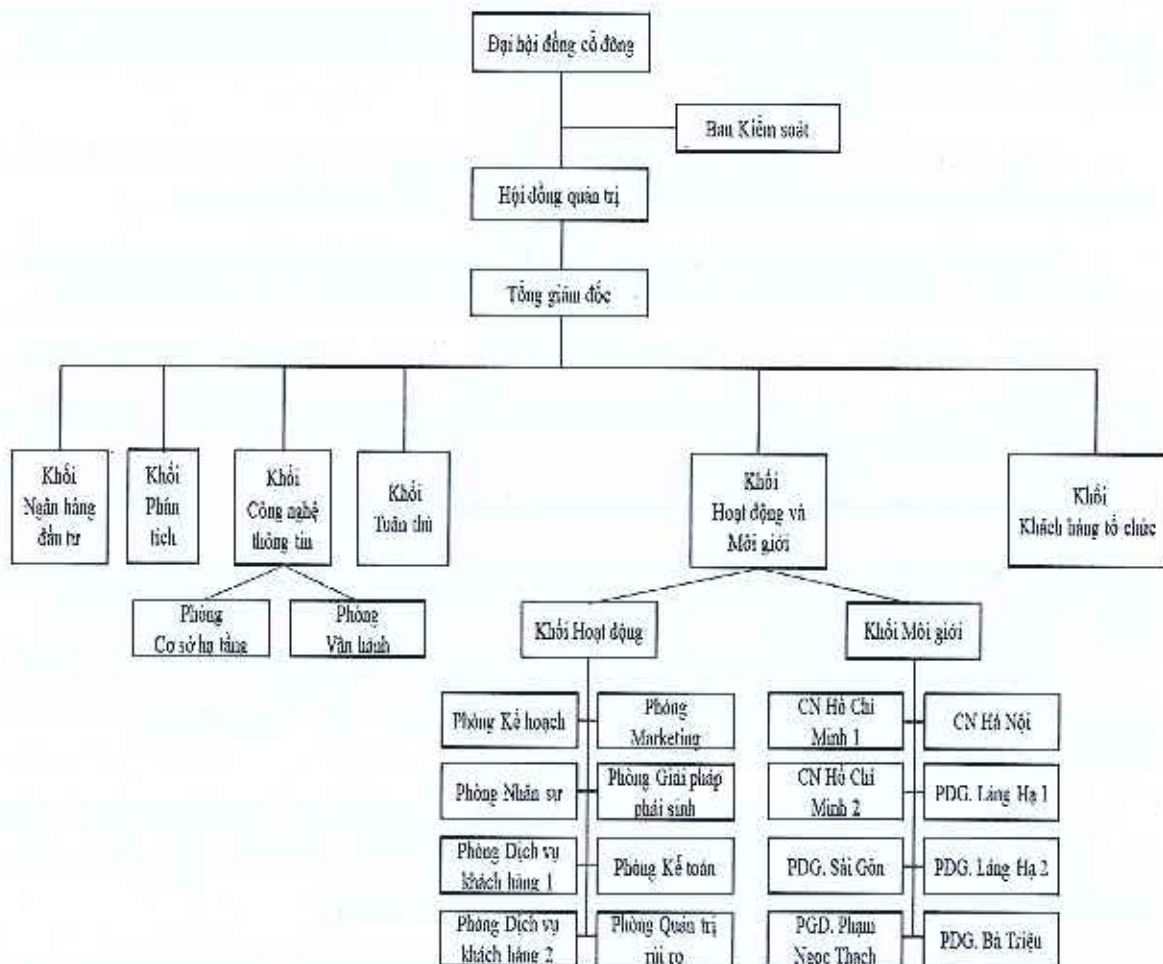 Đại hội đồng cổ đông
Ban Kiểm soát
Hội đồng quản trị
Tổng giám đốc
Khối
Ngân hàng
đầu tư
Khối
Phân
tích
Khối
Công nghệ
thông tin
Khối
Tuân thủ
Khối
Hoạt động và
Môi giới
Khối
Khách hàng tổ chức
Phòng
Cơ sở hạ tầng
Phòng
Vận hành
Khối Hoạt động
Khối Môi giới
Phòng Kế hoạch
Phòng
Marketing
Phòng Nhân sự
Phòng Giải pháp
phái sinh
Phòng Dịch vụ
khách hàng 1
Phòng Kế toán
Phòng Dịch vụ
khách hàng 2
Phòng Quản trị
rủi ro
CN Hồ Chí
Minh 1
CN Hà Nội
CN Hồ Chí
Minh 2
PDG. Láng Hạ 1
PDG. Sài Gòn
PDG. Láng Hạ 2
PGD. Phạm
Ngọc Thạch
PDG. Bà Triệu